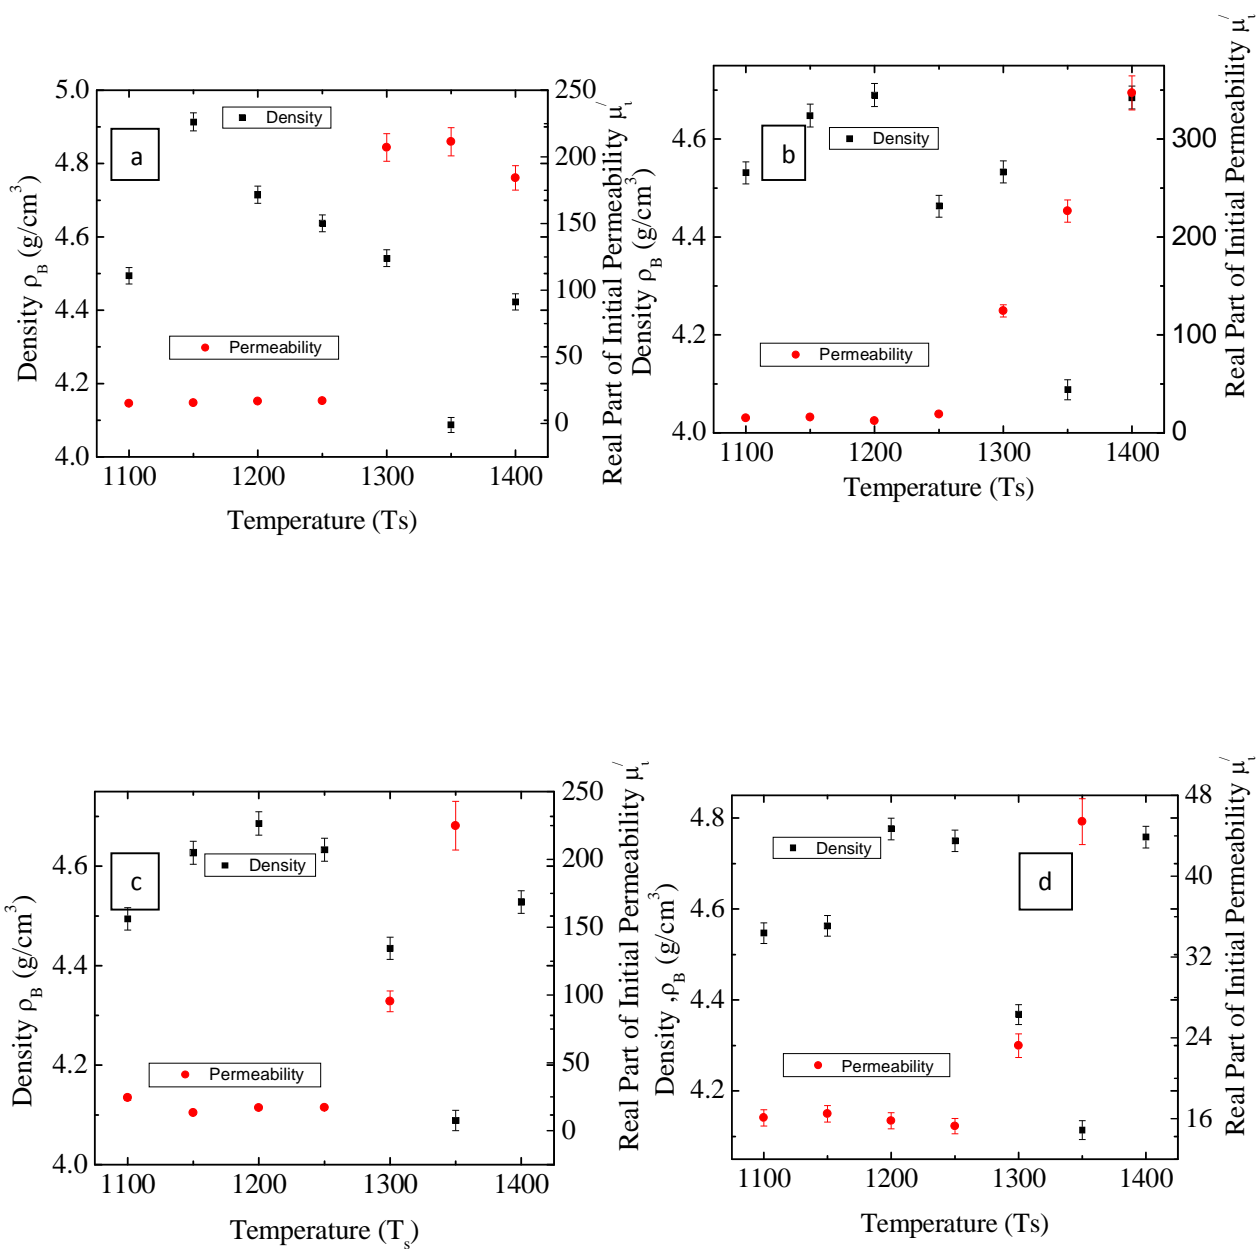 5.0
4.8
4.6
4.4
4.2
4.0
Density ρB (g/cm³)
a
Density
Permeability
250
200
150
100
50
0
Real Part of Initial Permeability μ′ι
1100
1200
1300
1400
Temperature (Ts)
4.6
4.4
4.2
4.0
Density ρB (g/cm³)
b
Density
Permeability
300
200
100
0
Real Part of Initial Permeability μ′ι
1100
1200
1300
1400
Temperature (Ts)
4.6
4.4
4.2
4.0
Density ρB (g/cm³)
c
Density
Permeability
250
200
150
100
50
0
Real Part of Initial Permeability μ′ι
1100
1200
1300
1400
Temperature (Ts)
4.8
4.6
4.4
4.2
Density ,ρB (g/cm³)
d
Density
Permeability
48
40
32
24
16
Real Part of Initial Permeability μ′ι
1100
1200
1300
1400
Temperature (Ts)